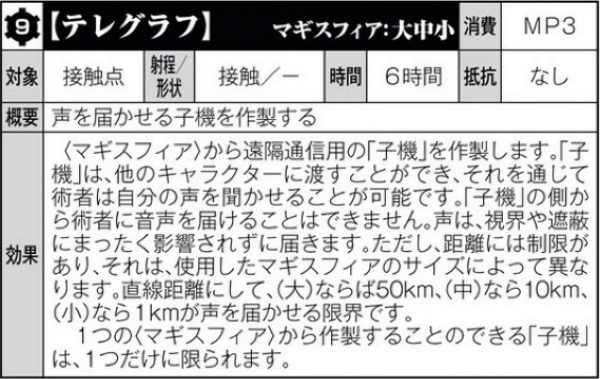 9【テレグラフ】 マギスフィア:大中小 消費 MP3
対象 接触点 射程/形状 接触/− 時間 6時間 抵抗 なし
概要 声を届かせる子機を作製する
効果
〈マギスフィア〉から遠隔通信用の「子機」を作製します。「子
機」は、他のキャラクターに渡すことができ、それを通じて
術者は自分の声を聞かせることが可能です。「子機」の側か
ら術者に音声を届けることはできません。声は、視界や遮蔽
にまったく影響されずに届きます。ただし、距離には制限が
あり、それは、使用したマギスフィアのサイズによって異な
ります。直線距離にして、(大)ならば50km、(中)なら10km、
(小)なら1kmが声を届かせる限界です。
1つの〈マギスフィア〉から作製することのできる「子機」
は、1つだけに限られます。